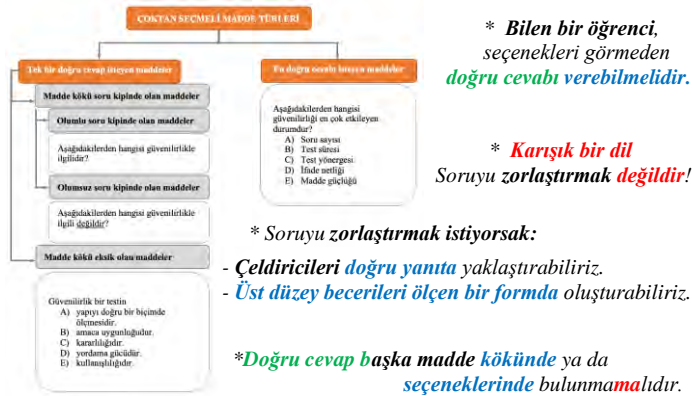 ÇOKTAN SEÇMELİ MADDE TÜRLERİ
Tek bir doğru cevap isteyen maddeler
Madde kökü soru kipinde olan maddeler
Olumlu soru kipinde olan maddeler
Aşağıdakilerden hangisi güvenilirlikle
ilgilidir?
Olumsuz soru kipinde olan maddeler
Aşağıdakilerden hangisi güvenilirlikle
ilgili değildir?
Madde kökü eksik olan maddeler
Güvenilirlik bir testin
A) yapıyı doğru bir biçimde
ölçmesidir.
B) amaca uygunluğudur.
C) kararlılığıdır.
D) yordama gücüdür.
E) kullanışlılığıdır.
En doğru cevabı isteyen maddeler
Aşağıdakilerden hangisi
güvenilirliği en çok etkileyen
durumdur?
A) Soru sayısı
B) Test süresi
C) Test yönergesi
D) İfade netliği
E) Madde güçlüğü
* Bilen bir öğrenci,
seçenekleri görmeden
doğru cevabı verebilmelidir.
* Karışık bir dil
Soruyu zorlaştırmak değildir!
* Soruyu zorlaştırmak istiyorsak:
- Çeldiricileri doğru yanıta yaklaştırabiliriz.
- Üst düzey becerileri ölçen bir formda oluşturabiliriz.
*Doğru cevap başka madde kökünde ya da
seçeneklerinde bulunmamalıdır.